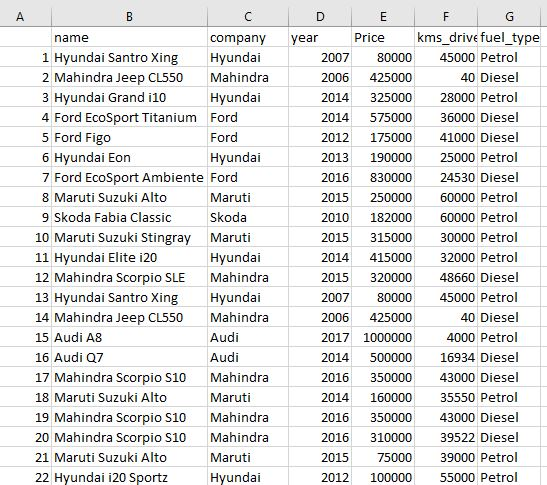 A B C D E F G
name company year Price kms_drive fuel_type
1 Hyundai Santro Xing Hyundai 2007 80000 45000 Petrol
2 Mahindra Jeep CL550 Mahindra 2006 425000 40 Diesel
3 Hyundai Grand i10 Hyundai 2014 325000 28000 Petrol
4 Ford EcoSport Titanium Ford 2014 575000 36000 Diesel
5 Ford Figo Ford 2012 175000 41000 Diesel
6 Hyundai Eon Hyundai 2013 190000 25000 Petrol
7 Ford EcoSport Ambiente Ford 2016 830000 24530 Diesel
8 Maruti Suzuki Alto Maruti 2015 250000 60000 Petrol
9 Skoda Fabia Classic Skoda 2010 182000 60000 Petrol
10 Maruti Suzuki Stingray Maruti 2015 315000 30000 Petrol
11 Hyundai Elite i20 Hyundai 2014 415000 32000 Petrol
12 Mahindra Scorpio SLE Mahindra 2015 320000 48660 Diesel
13 Hyundai Santro Xing Hyundai 2007 80000 45000 Petrol
14 Mahindra Jeep CL550 Mahindra 2006 425000 40 Diesel
15 Audi A8 Audi 2017 1000000 4000 Petrol
16 Audi Q7 Audi 2014 500000 16934 Diesel
17 Mahindra Scorpio S10 Mahindra 2016 350000 43000 Diesel
18 Maruti Suzuki Alto Maruti 2014 160000 35550 Petrol
19 Mahindra Scorpio S10 Mahindra 2016 350000 43000 Diesel
20 Mahindra Scorpio S10 Mahindra 2016 310000 39522 Diesel
21 Maruti Suzuki Alto Maruti 2015 75000 39000 Petrol
22 Hyundai i20 Sportz Hyundai 2012 100000 55000 Petrol